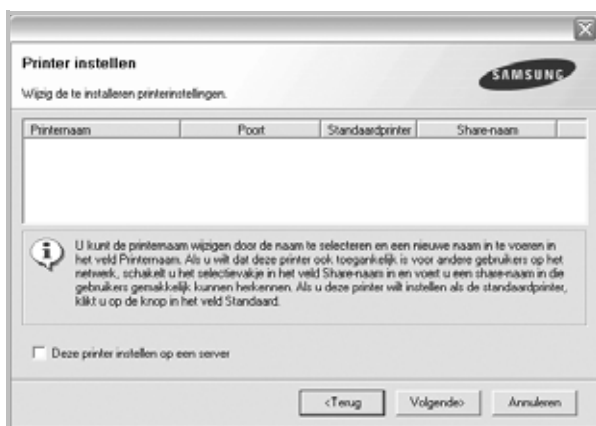 Printer instellen
SAMSUNG
Wijzig de te installeren printerinstellingen.
Printernaam Poort Standaardprinter Share-naam
U kunt de printernaam wijzigen door de naam te selecteren en een nieuwe naam in te voeren in
het veld Printernaam. Als u wilt dat deze printer ook toegankelijk is voor andere gebruikers op het
netwerk, schakelt u het selectievakje in het veld Share-naam in en voert u een share-naam in die
gebruikers gemakkelijk kunnen herkennen. Als u deze printer wilt instellen als de standaardprinter,
klikt u op de knop in het veld Standaard.
Deze printer instellen op een server
<Terug Volgende> Annuleren